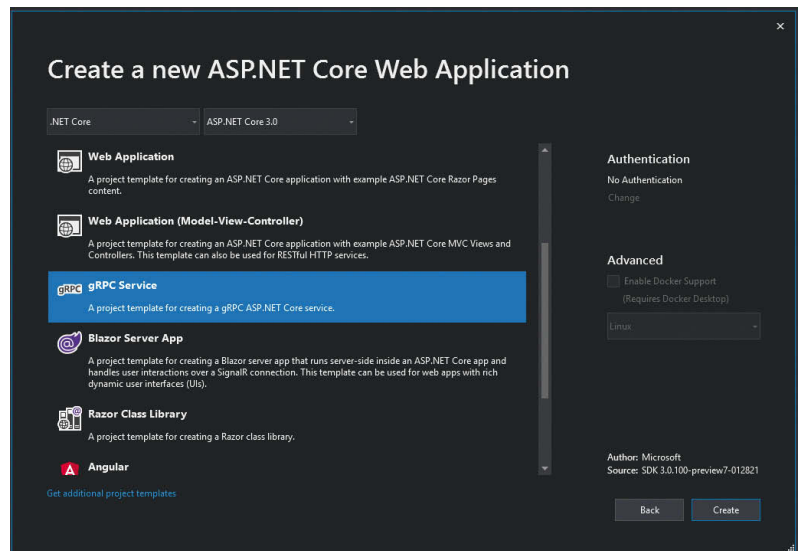 Create a new ASP.NET Core Web Application
.NET Core
ASP.NET Core 3.0
Web Application
A project template for creating an ASP.NET Core application with example ASP.NET Core Razor Pages
content.
Web Application (Model-View-Controller)
A project template for creating an ASP.NET Core application with example ASP.NET Core MVC Views and
Controllers. This template can also be used for RESTful HTTP services.
gRPC
gRPC Service
A project template for creating a gRPC ASP.NET Core service.
Blazor Server App
A project template for creating a Blazor server app that runs server-side inside an ASP.NET Core app and
handles user interactions over a SignalR connection. This template can be used for web apps with rich
dynamic user interfaces (UIs).
Razor Class Library
A project template for creating a Razor class library.
Angular
Get additional project templates
Authentication
No Authentication
Change
Advanced
Enable Docker Support
(Requires Docker Desktop)
Linux
Author: Microsoft
Source: SDK 3.0.100-preview7-012821
Back
Create